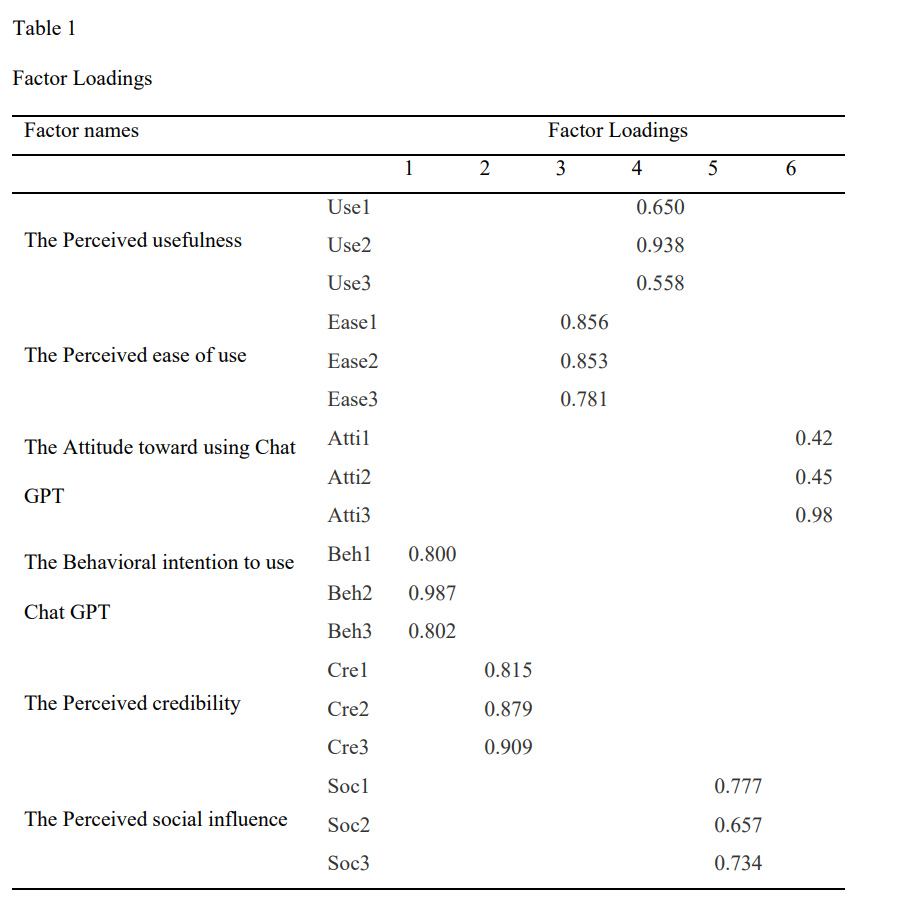 Table 1
Factor Loadings
Factor names Factor Loadings
1 2 3 4 5 6
The Perceived usefulness
Use1 0.650
Use2 0.938
Use3 0.558
The Perceived ease of use
Ease1 0.856
Ease2 0.853
Ease3 0.781
The Attitude toward using Chat
GPT
Atti1 0.42
Atti2 0.45
Atti3 0.98
The Behavioral intention to use
Chat GPT
Beh1 0.800
Beh2 0.987
Beh3 0.802
The Perceived credibility
Cre1 0.815
Cre2 0.879
Cre3 0.909
The Perceived social influence
Soc1 0.777
Soc2 0.657
Soc3 0.734